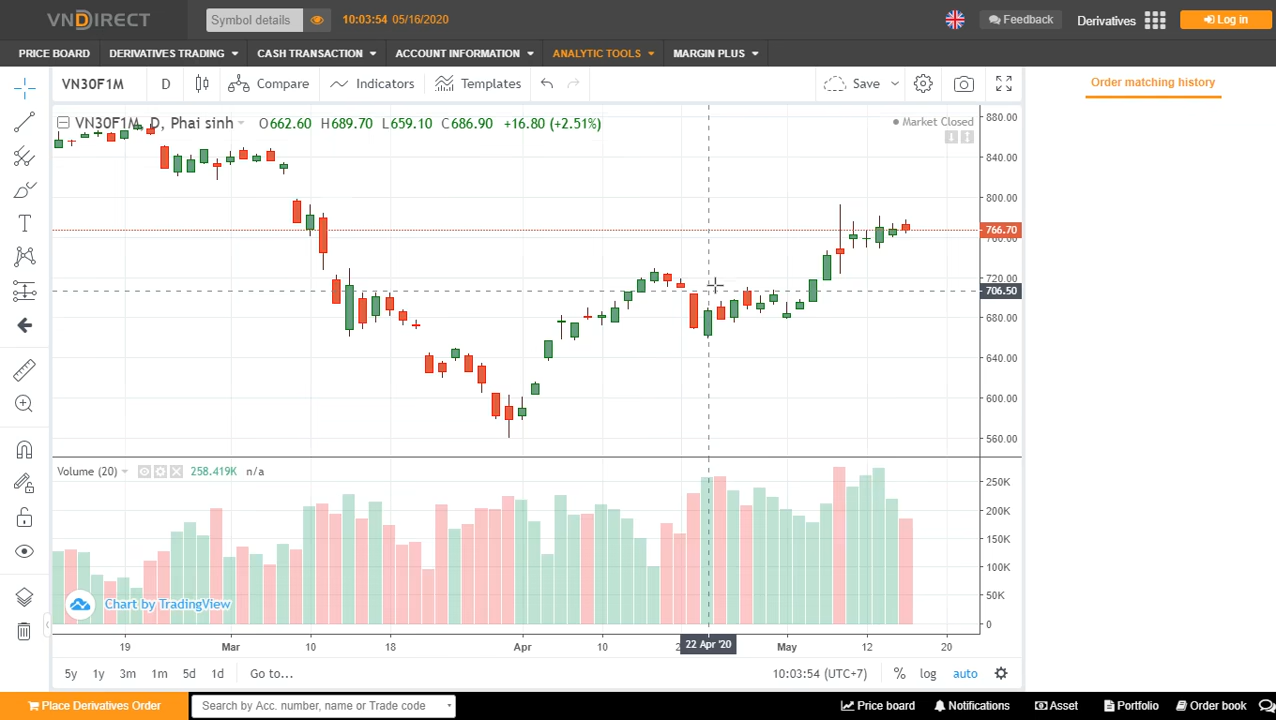 VNDIRECT
Symbol details
10:03:54 05/16/2020
Feedback
Derivatives
Log in
PRICE BOARD
DERIVATIVES TRADING
CASH TRANSACTION
ACCOUNT INFORMATION
ANALYTIC TOOLS
MARGIN PLUS
VN30F1M
D
Compare
Indicators
Templates
Save
Order matching history
VN30F1M, D, Phai sinh
O662.60 H689.70 L659.10 C686.90 +16.80 (+2.51%)
Market Closed
880.00
840.00
800.00
766.70
760.00
720.00
706.50
680.00
640.00
600.00
560.00
Volume (20)
258.419K n/a
250K
200K
150K
100K
50K
0
Chart by TradingView
19
Mar
10
18
Apr
10
22 Apr '20
May
12
20
5y 1y 3m 1m 5d 1d Go to...
10:03:54 (UTC+7)
% log auto
Place Derivatives Order
Search by Acc. number, name or Trade code
Price board
Notifications
Asset
Portfolio
Order book